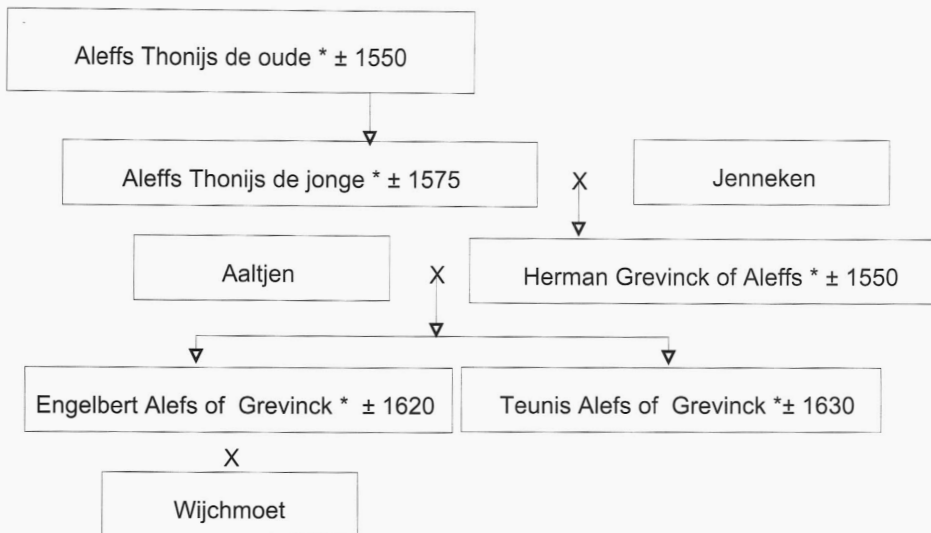 Aleffs Thonijs de oude * ± 1550
Aleffs Thonijs de jonge * ± 1575
X
Jenneken
Aaltjen
X
Herman Grevinck of Aleffs * ± 1550
Engelbert Alefs of Grevinck * ± 1620
Teunis Alefs of Grevinck *± 1630
X
Wijchmoet